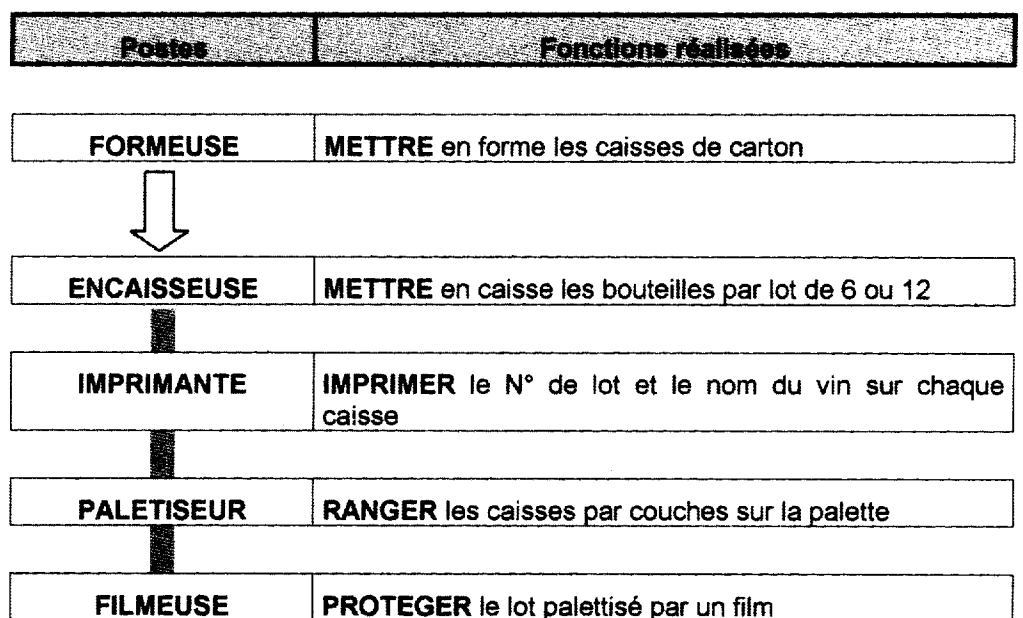 Postes Fonctions réalisées
FORMEUSE METTRE en forme les caisses de carton
ENCAISSEUSE METTRE en caisse les bouteilles par lot de 6 ou 12
IMPRIMANTE IMPRIMER le N° de lot et le nom du vin sur chaque
caisse
PALETISEUR RANGER les caisses par couches sur la palette
FILMEUSE PROTEGER le lot palettisé par un film